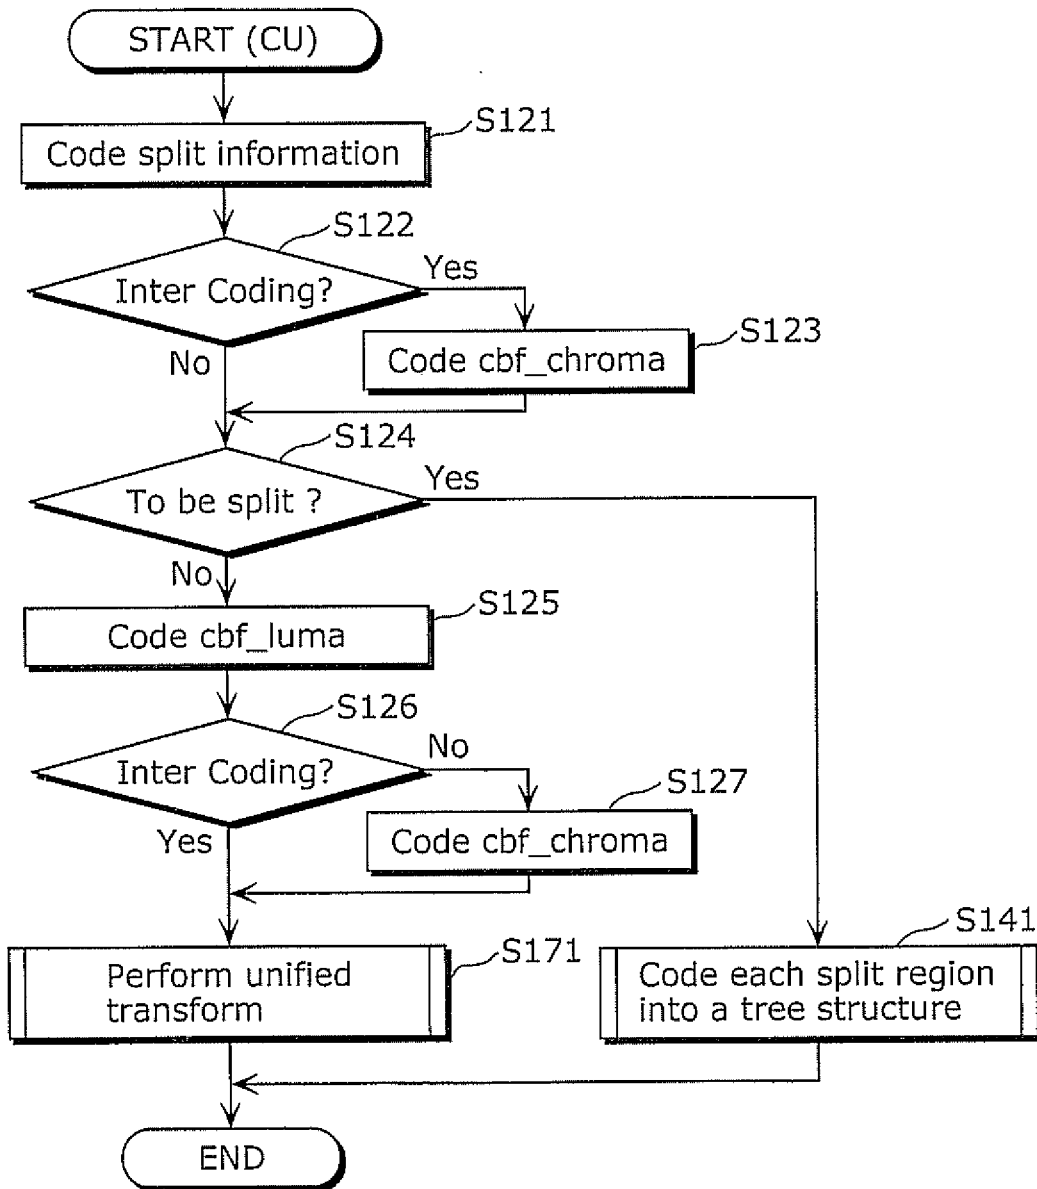 START (CU)
S121
Code split information
S122
Inter Coding?
Yes
No
S123
Code cbf_chroma
S124
To be split ?
Yes
No
S125
Code cbf_luma
S126
Inter Coding?
No
Yes
S127
Code cbf_chroma
S171
Perform unified
transform
S141
Code each split region
into a tree structure
END